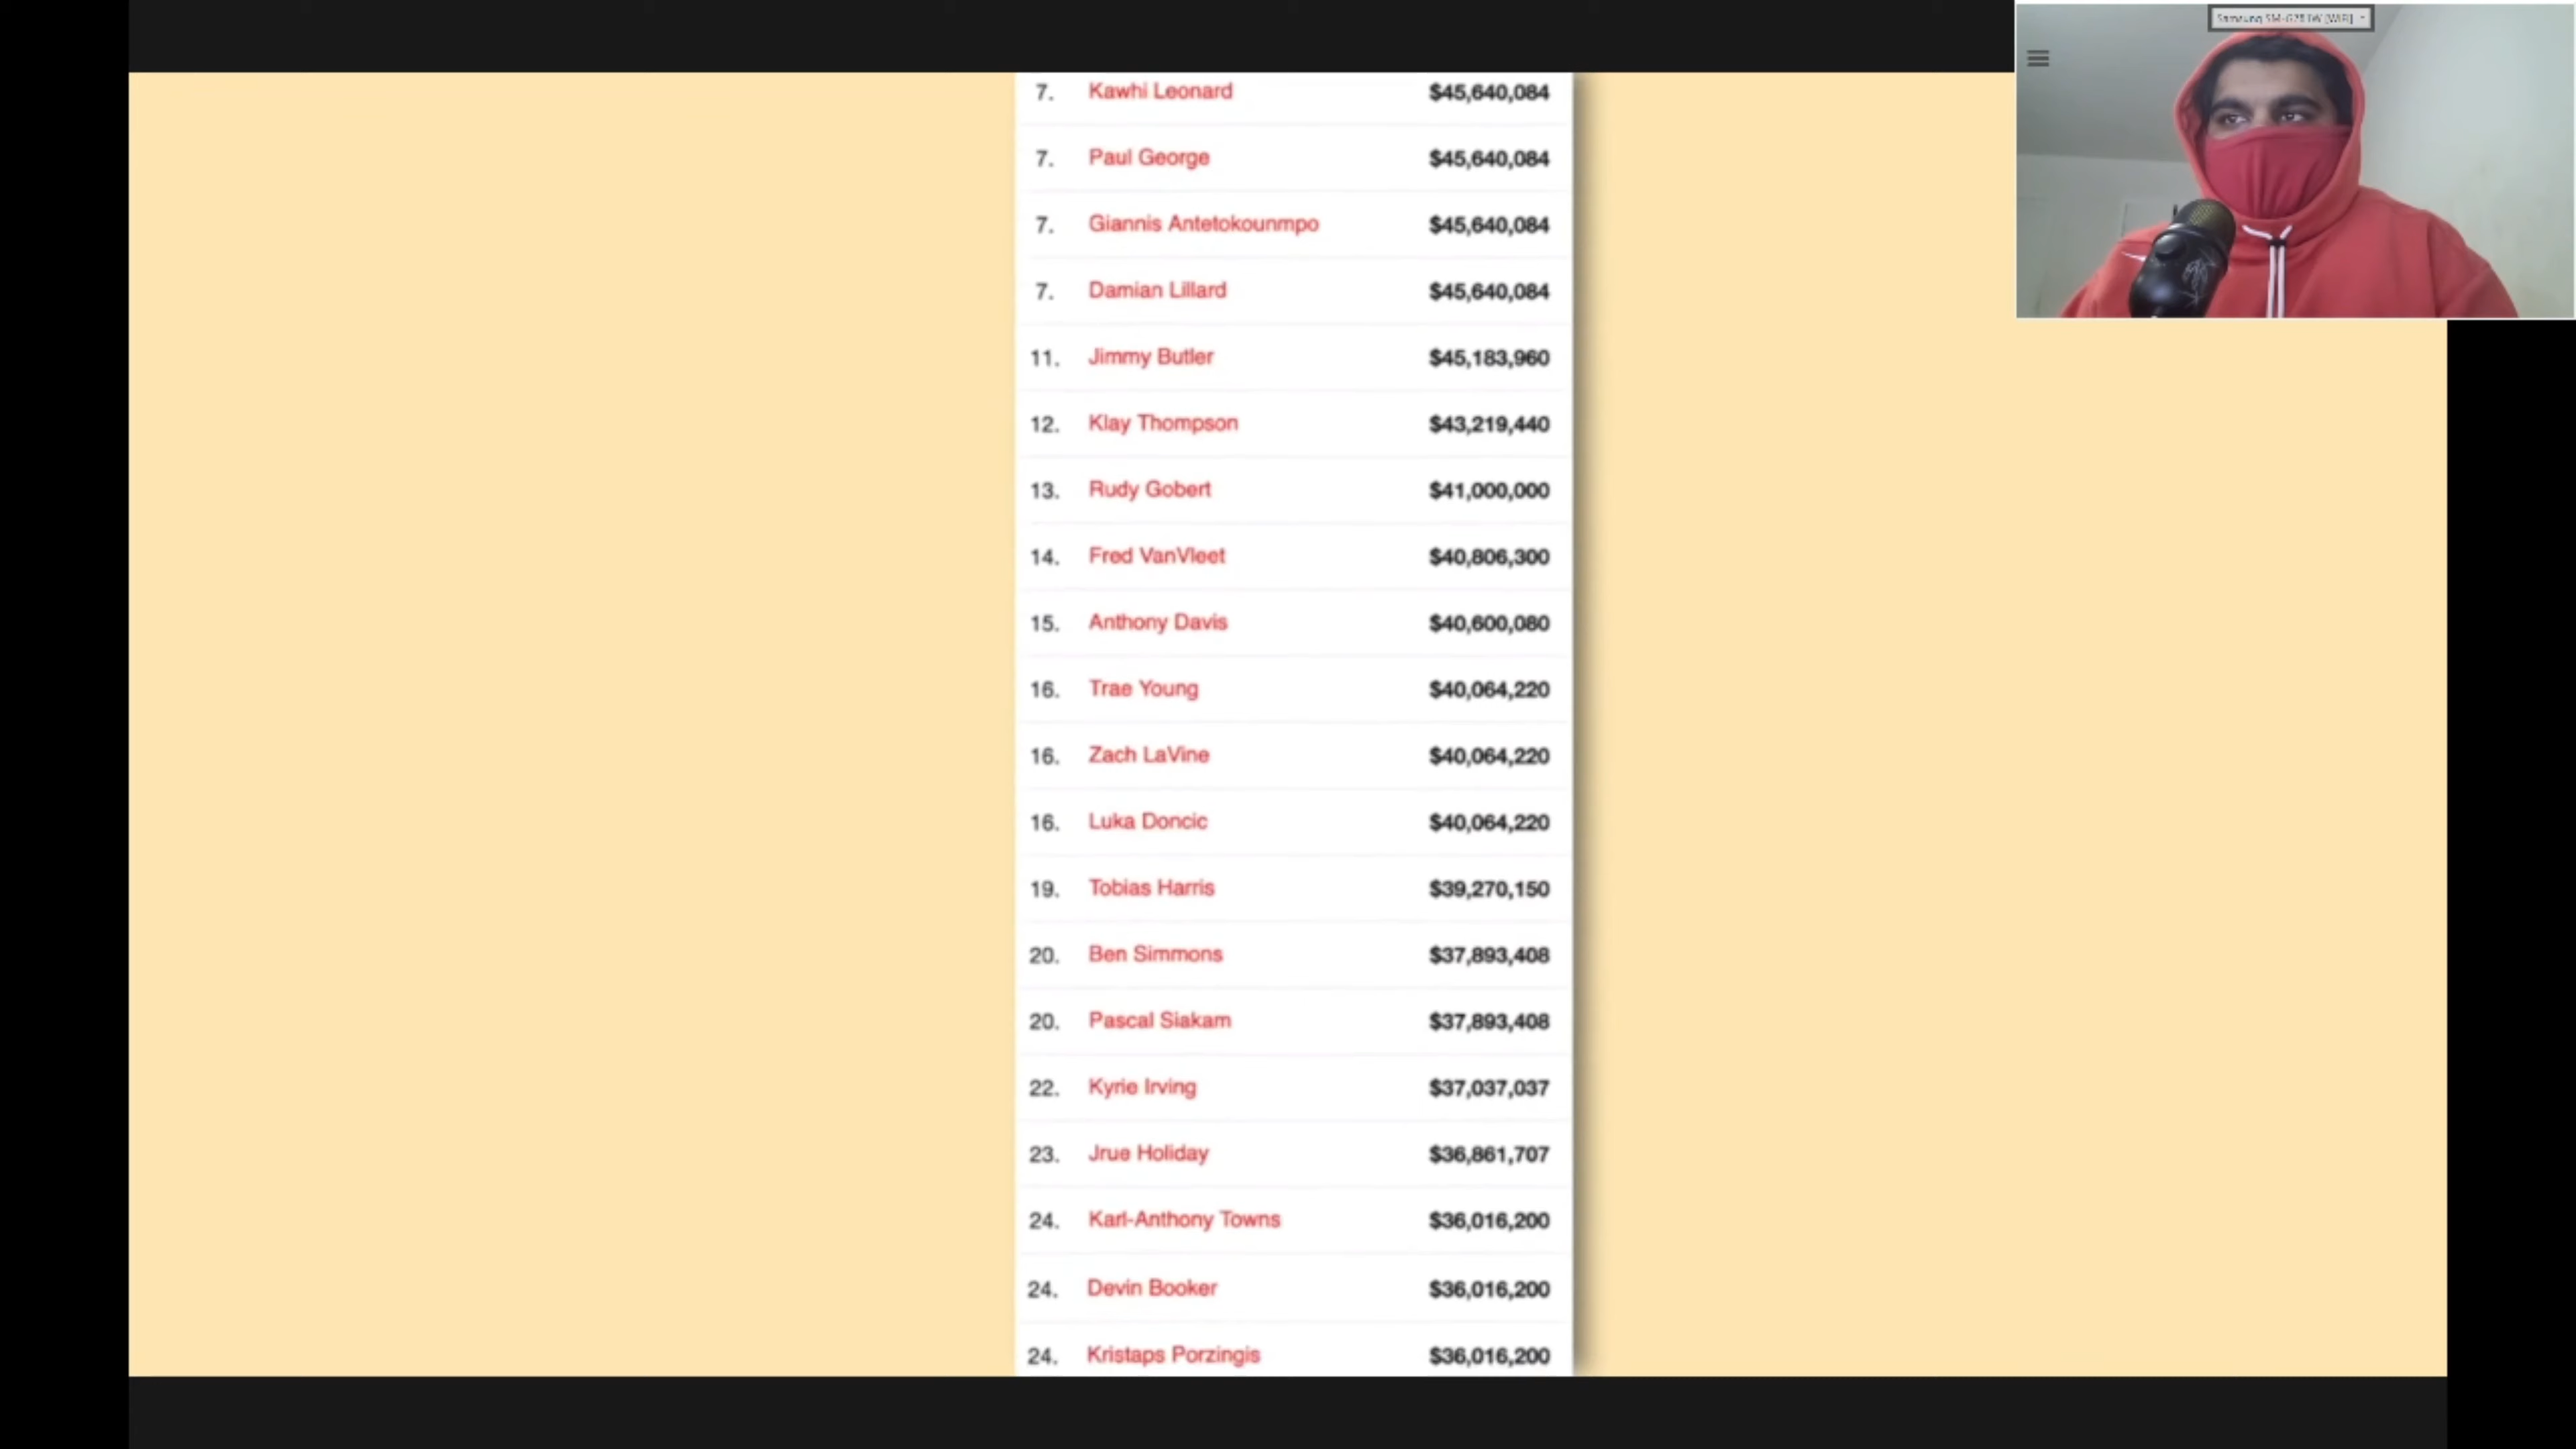 Samsung SM-G781W [WiFi]
7. Kawhi Leonard $45,640,084
7. Paul George $45,640,084
7. Giannis Antetokounmpo $45,640,084
7. Damian Lillard $45,640,084
11. Jimmy Butler $45,183,960
12. Klay Thompson $43,219,440
13. Rudy Gobert $41,000,000
14. Fred VanVleet $40,806,300
15. Anthony Davis $40,600,080
16. Trae Young $40,064,220
16. Zach LaVine $40,064,220
16. Luka Doncic $40,064,220
19. Tobias Harris $39,270,150
20. Ben Simmons $37,893,408
20. Pascal Siakam $37,893,408
22. Kyrie Irving $37,037,037
23. Jrue Holiday $36,861,707
24. Karl-Anthony Towns $36,016,200
24. Devin Booker $36,016,200
24. Kristaps Porzingis $36,016,200